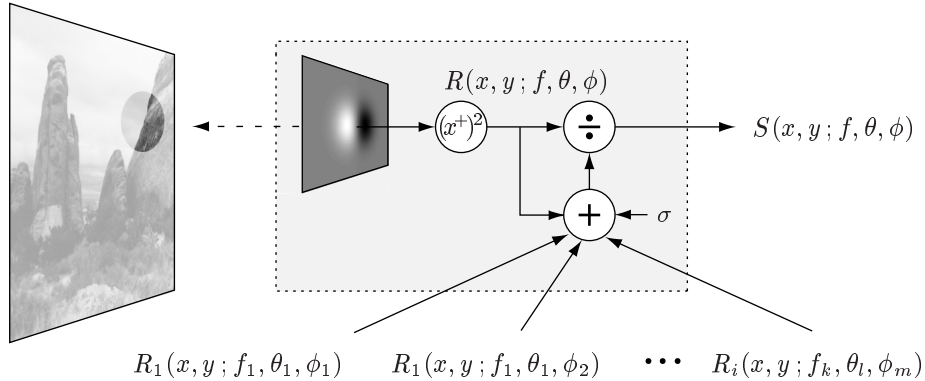 R(x, y ; f, θ, ϕ)
(x⁺)²
÷
S(x, y ; f, θ, ϕ)
+
σ
R₁(x, y ; f₁, θ₁, ϕ₁) R₁(x, y ; f₁, θ₁, ϕ₂) ••• Rᵢ(x, y ; fₖ, θₗ, ϕₘ)